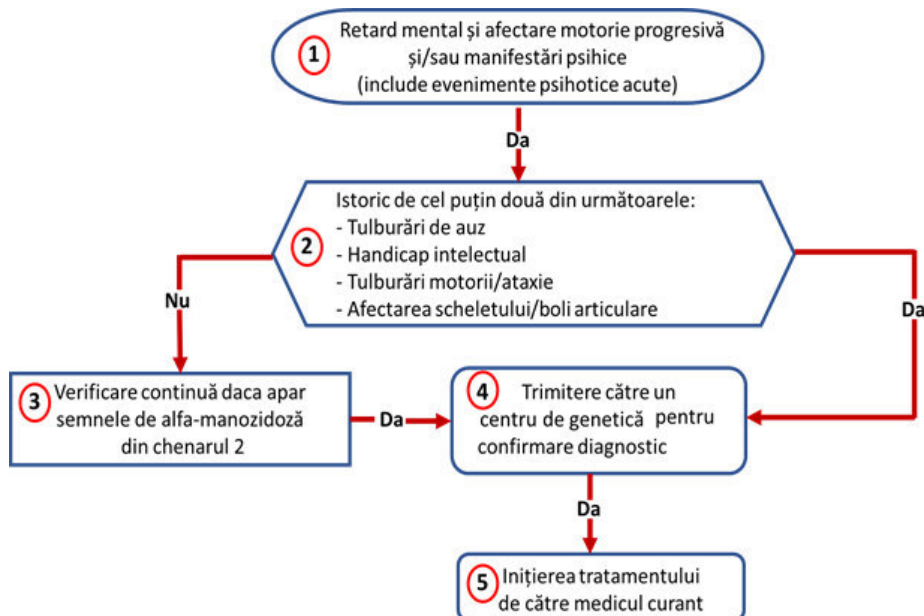 1
Retard mental și afectare motorie progresivă
și/sau manifestări psihice
(include evenimente psihotice acute)
Da
2
Istoric de cel puțin două din următoarele:
- Tulburări de auz
- Handicap intelectual
- Tulburări motorii/ataxie
- Afectarea scheletului/boli articulare
Nu
Da
3
Verificare continuă daca apar
semnele de alfa-manozidoză
din chenarul 2
Da
4
Trimitere către un
centru de genetică pentru
confirmare diagnostic
Da
5
Inițierea tratamentului
de către medicul curant